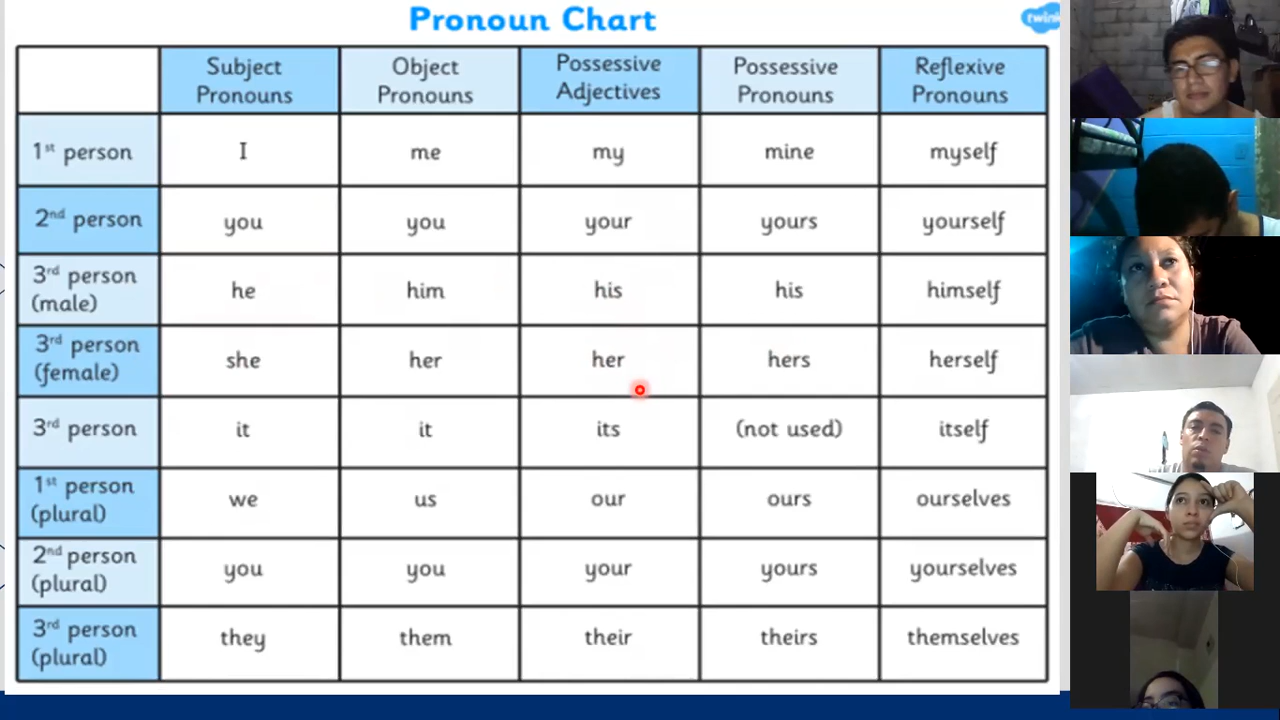 Pronoun Chart
twink
Subject Pronouns Object Pronouns Possessive Adjectives Possessive Pronouns Reflexive Pronouns
1st person I me my mine myself
2nd person you you your yours yourself
3rd person (male) he him his his himself
3rd person (female) she her her hers herself
3rd person it it its (not used) itself
1st person (plural) we us our ours ourselves
2nd person (plural) you you your yours yourselves
3rd person (plural) they them their theirs themselves